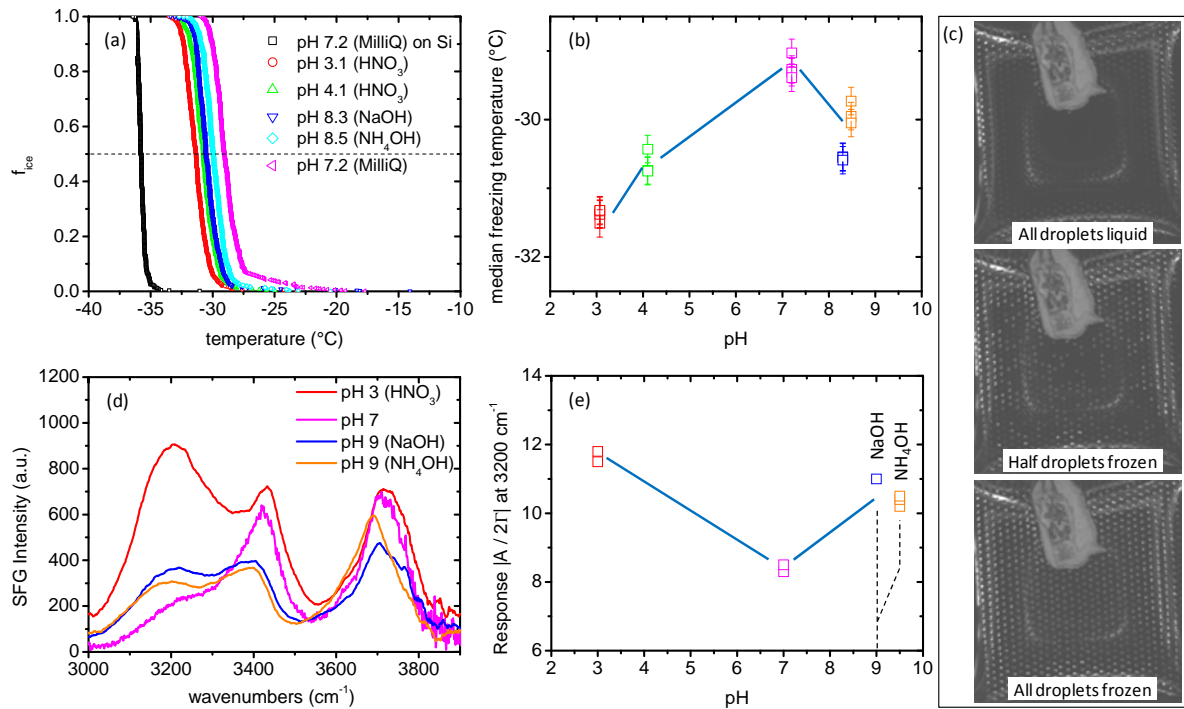 (a)
pH 7.2 (MilliQ) on Si
pH 3.1 (HNO3)
pH 4.1 (HNO3)
pH 8.3 (NaOH)
pH 8.5 (NH4OH)
pH 7.2 (MilliQ)
1.0
0.8
0.6
0.4
0.2
0.0
fice
-40 -35 -30 -25 -20 -15 -10
temperature (°C)
(b)
median freezing temperature (°C)
-30
-32
2 3 4 5 6 7 8 9 10
pH
(c)
All droplets liquid
Half droplets frozen
All droplets frozen
(d)
pH 3 (HNO3)
pH 7
pH 9 (NaOH)
pH 9 (NH4OH)
SFG Intensity (a.u.)
1200
1000
800
600
400
200
0
3000 3200 3400 3600 3800
wavenumbers (cm-1)
(e)
NaOH
NH4OH
Response |A / 2Γ| at 3200 cm-1
14
12
10
8
6
2 3 4 5 6 7 8 9 10
pH